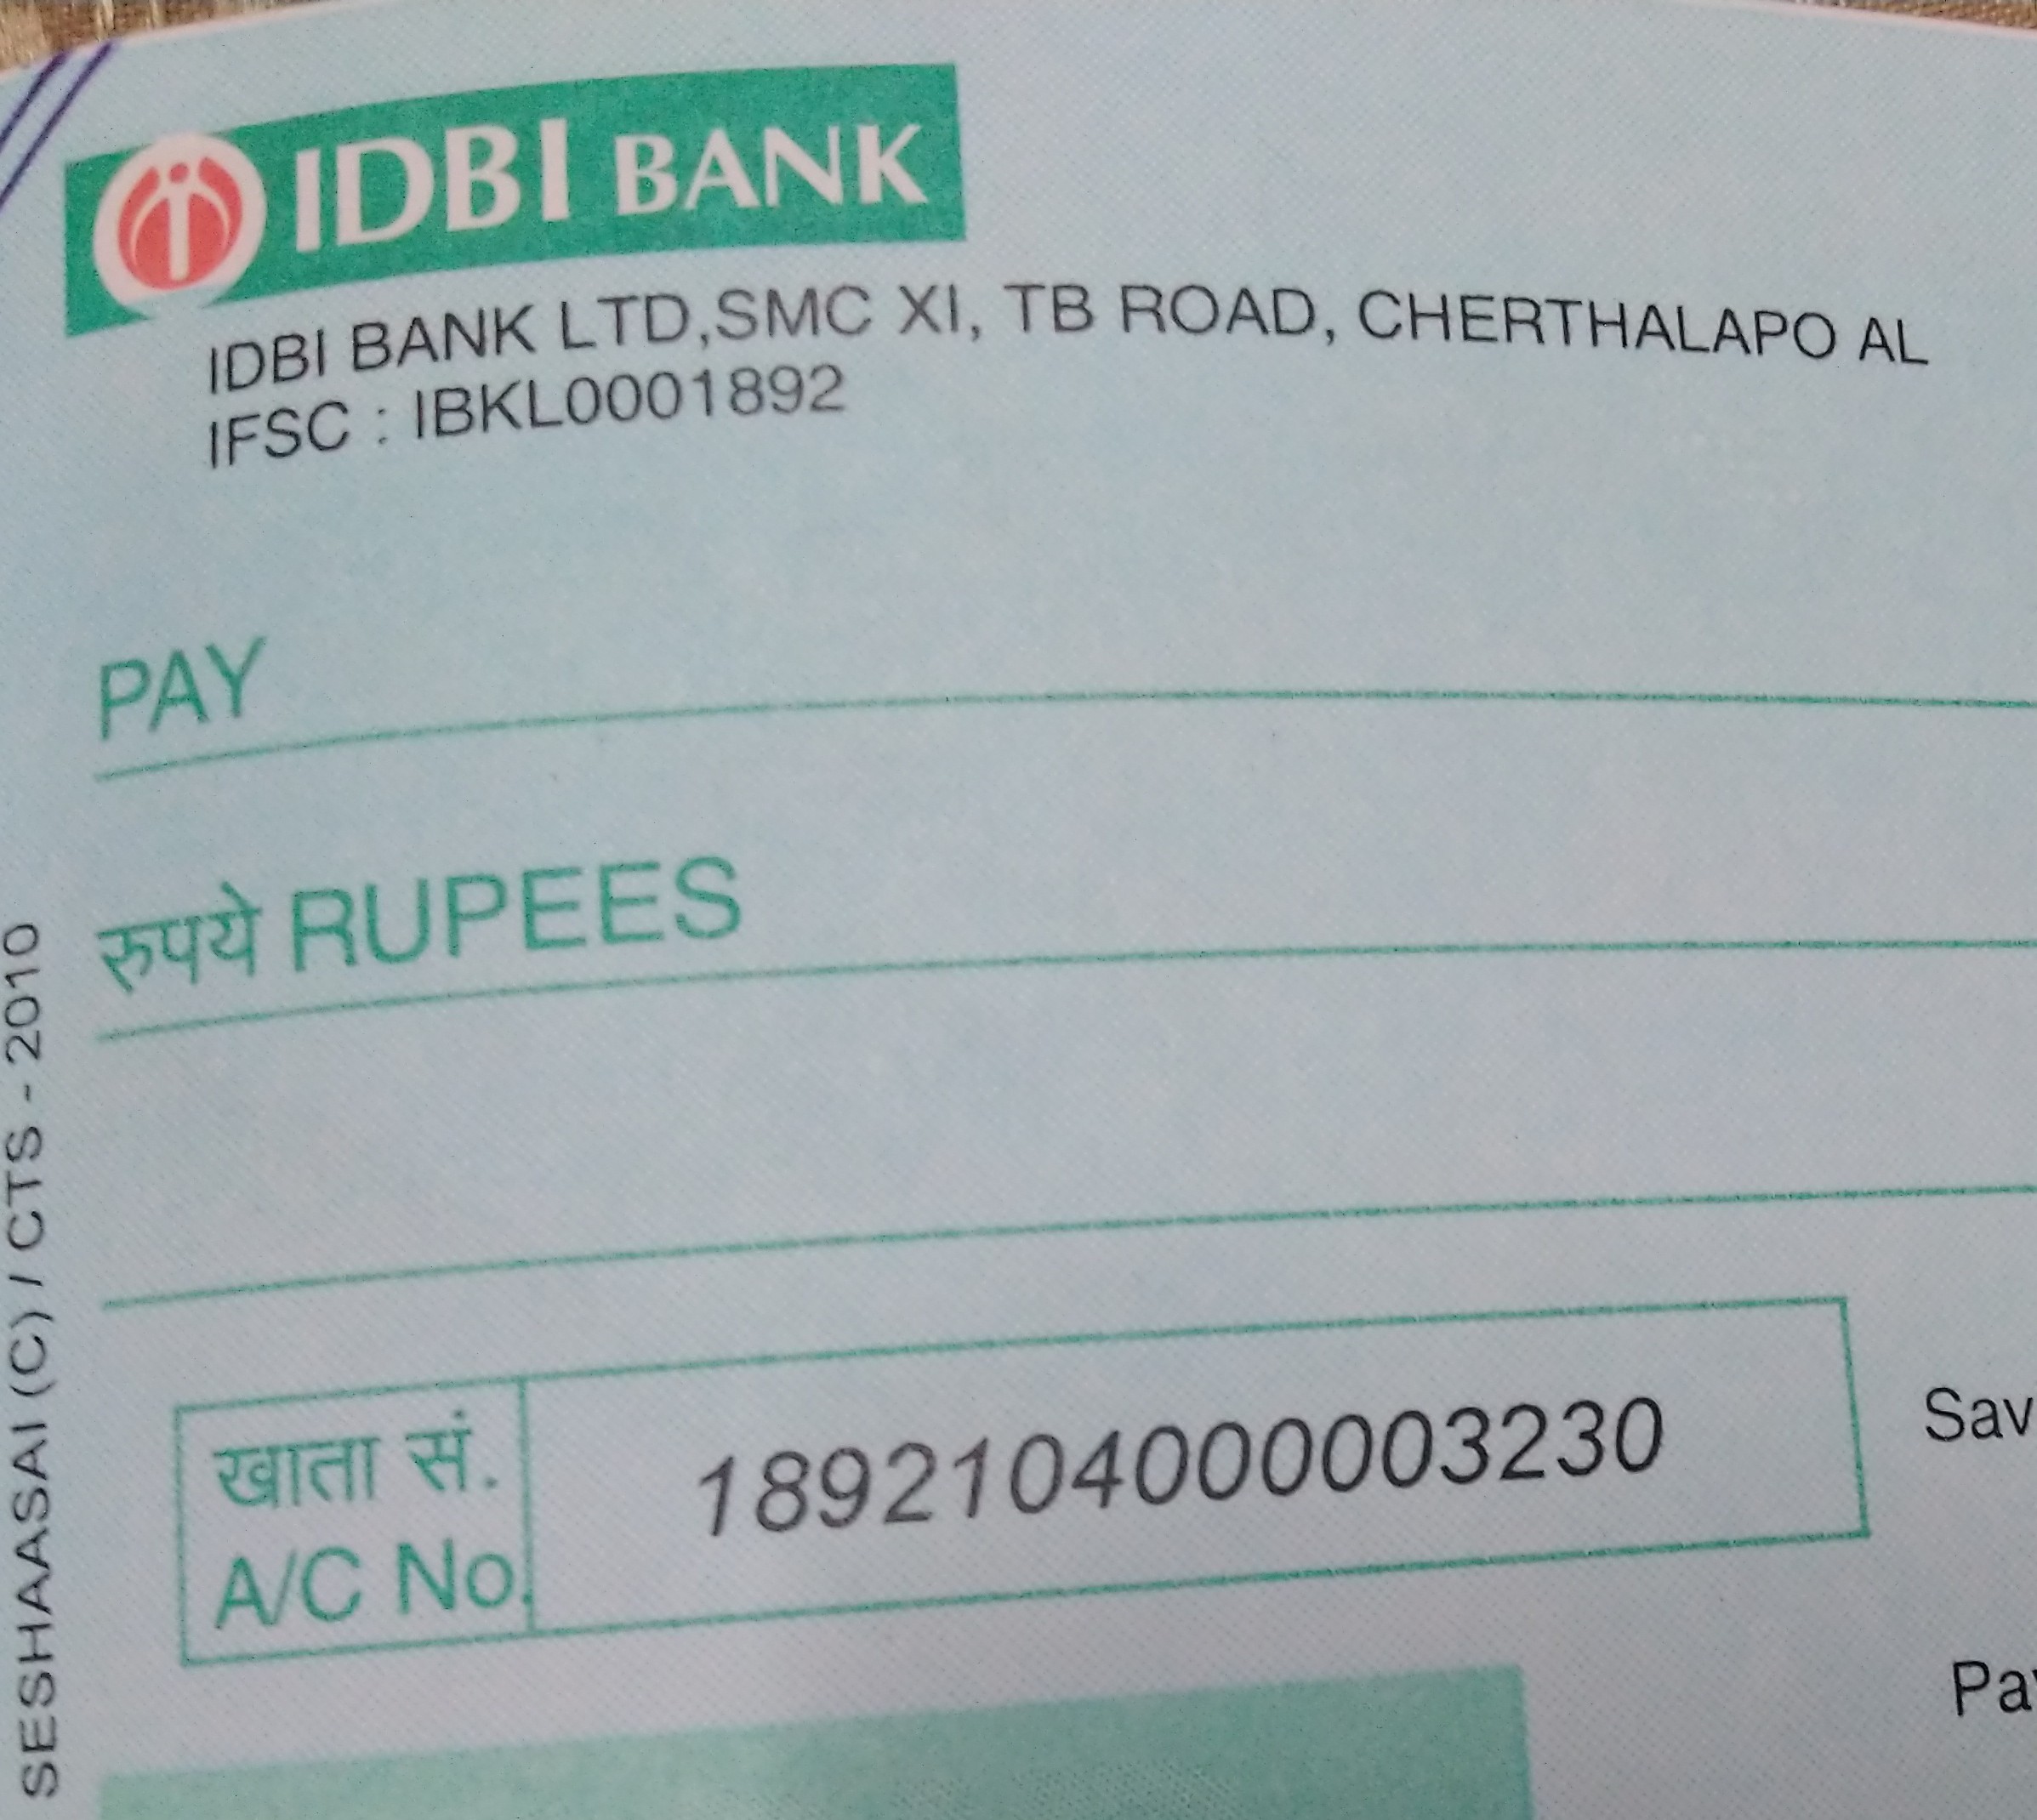 IDBI BANK
IDBI BANK LTD,SMC XI, TB ROAD, CHERTHALAPO AL
IFSC : IBKL0001892
PAY
रुपये RUPEES
खाता सं.
A/C No.
1892104000003230
Sav
Pay
SESHAASAI (C) / CTS - 2010